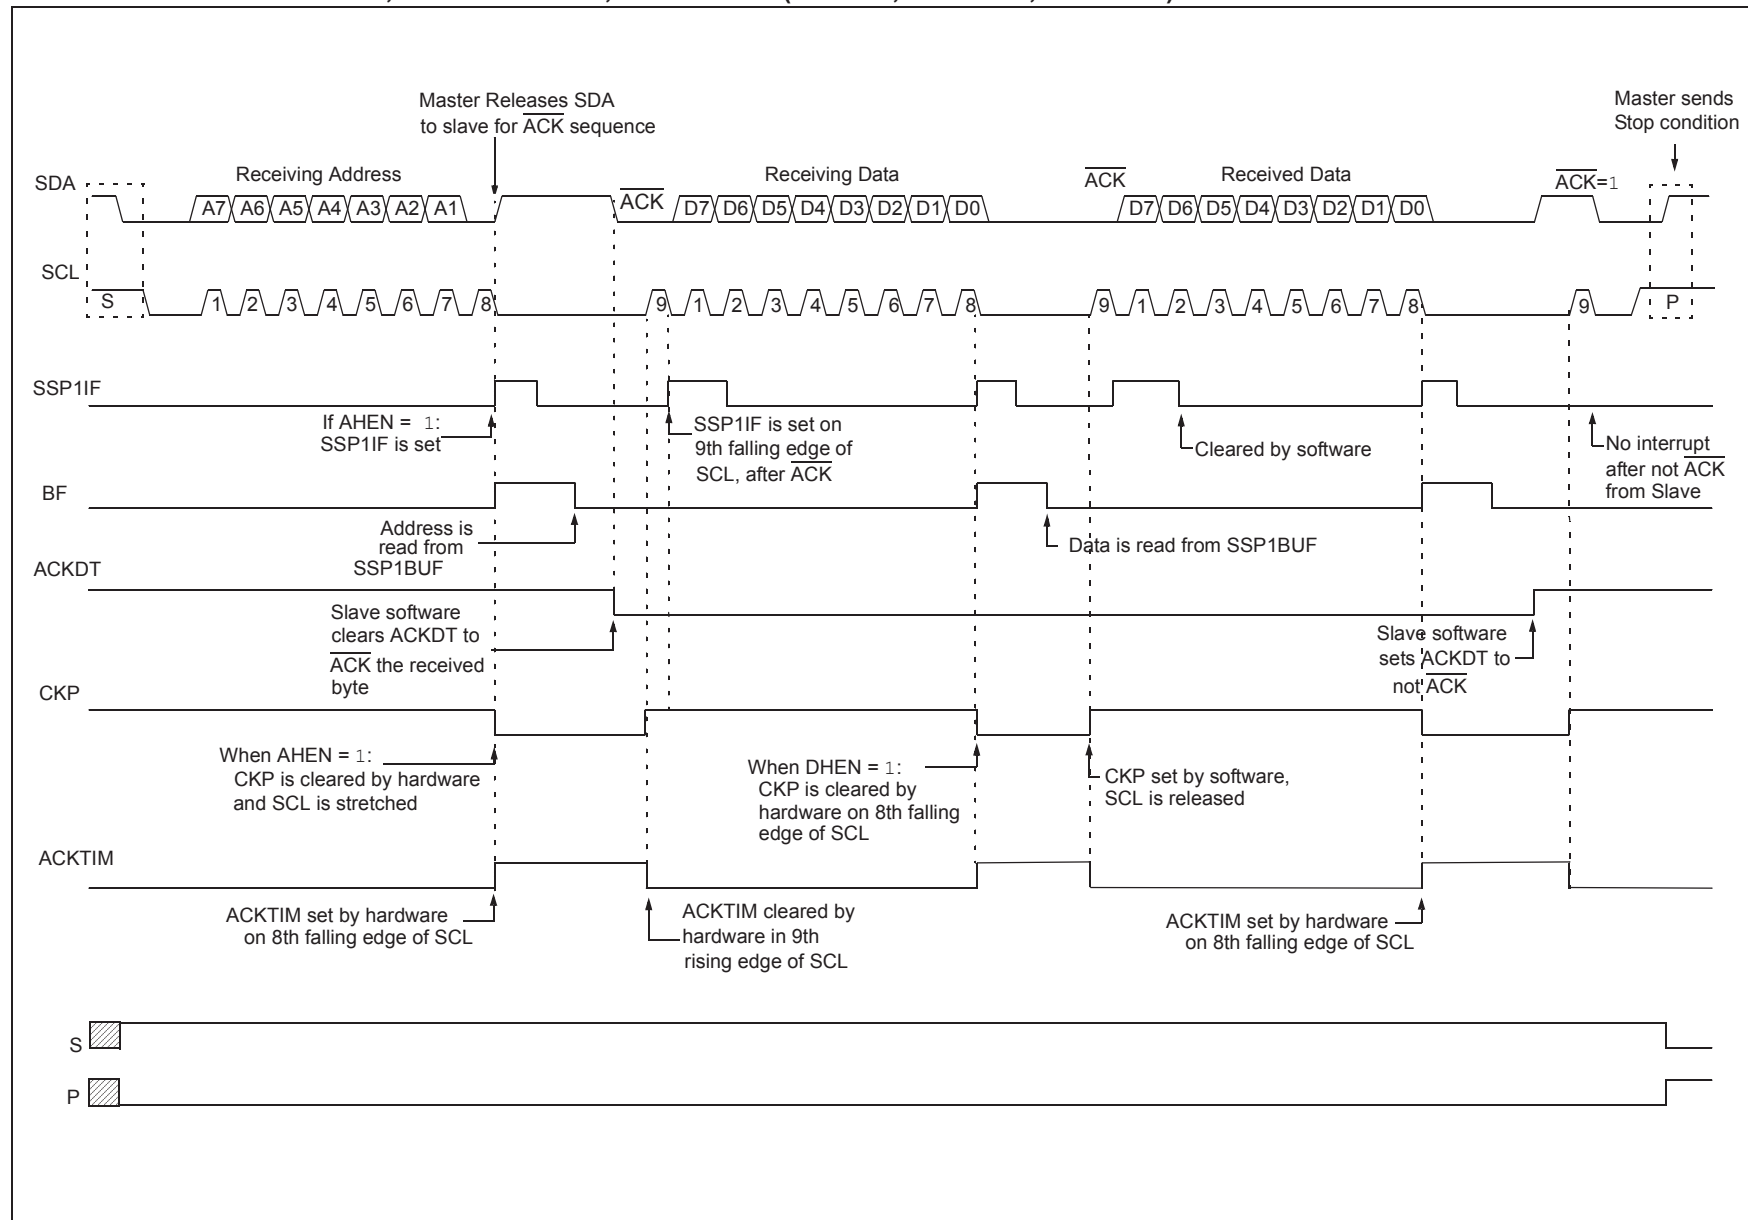 Master Releases SDA
to slave for ACK sequence
Master sends
Stop condition
SDA
Receiving Address
ACK
Receiving Data
ACK
Received Data
ACK=1
A7 A6 A5 A4 A3 A2 A1
D7 D6 D5 D4 D3 D2 D1 D0
D7 D6 D5 D4 D3 D2 D1 D0
SCL
S 1 2 3 4 5 6 7 8 9 1 2 3 4 5 6 7 8 9 1 2 3 4 5 6 7 8 9 P
SSP1IF
If AHEN = 1:
SSP1IF is set
SSP1IF is set on
9th falling edge of
SCL, after ACK
Cleared by software
No interrupt
after not ACK
from Slave
BF
Address is
read from
SSP1BUF
Data is read from SSP1BUF
ACKDT
Slave software
clears ACKDT to
ACK the received
byte
Slave software
sets ACKDT to
not ACK
CKP
When AHEN = 1:
CKP is cleared by hardware
and SCL is stretched
When DHEN = 1:
CKP is cleared by
hardware on 8th falling
edge of SCL
CKP set by software,
SCL is released
ACKTIM
ACKTIM set by hardware
on 8th falling edge of SCL
ACKTIM cleared by
hardware in 9th
rising edge of SCL
ACKTIM set by hardware
on 8th falling edge of SCL
S
P